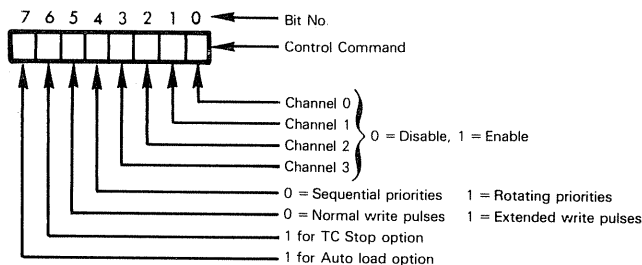 7 6 5 4 3 2 1 0 Bit No.
Control Command
Channel 0
Channel 1
0 = Disable, 1 = Enable
Channel 2
Channel 3
0 = Sequential priorities 1 = Rotating priorities
0 = Normal write pulses 1 = Extended write pulses
1 for TC Stop option
1 for Auto load option